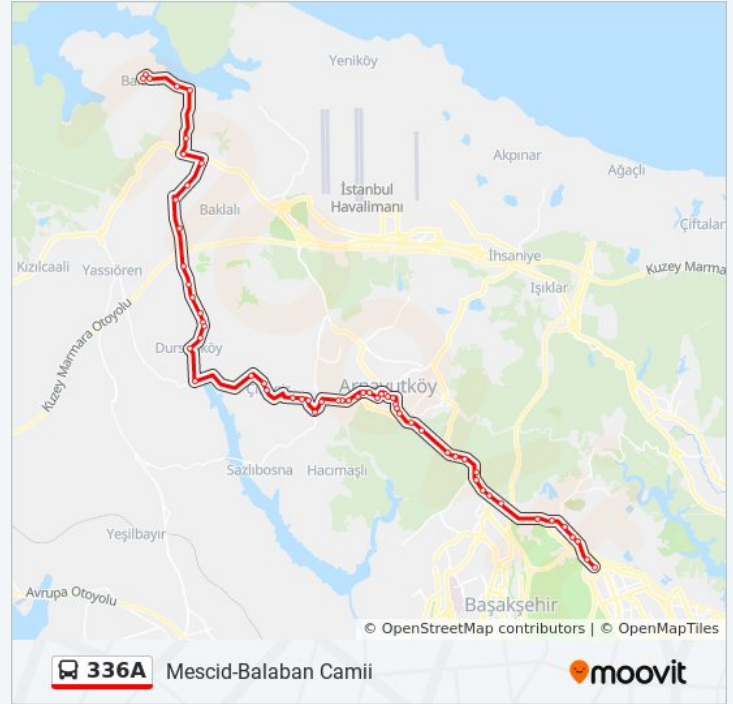 Yeniköy
Akpınar
Ağaçlı
İstanbul
Havalimanı
Baklalı
Çiftalan
Kızılcaali
Yassıören
İhsaniye
Kuzey Marma
Işıklar
Kuzey Marmara Otoyolu
Arnavutköy
Sazlıbosna
Hacımaşlı
Yeşilbayır
Avrupa Otoyolu
Başakşehir
© OpenStreetMap contributors | © OpenMapTiles
336A
Mescid-Balaban Camii
moovit